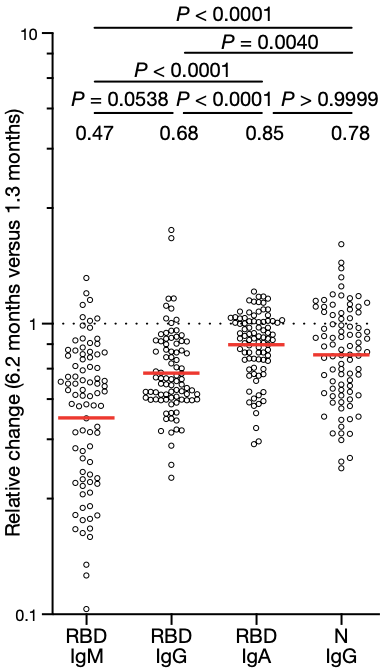 P < 0.0001
P = 0.0040
P < 0.0001
P = 0.0538 P < 0.0001 P > 0.9999
0.47 0.68 0.85 0.78
10
1
0.1
Relative change (6.2 months versus 1.3 months)
RBD RBD RBD N
IgM IgG IgA IgG